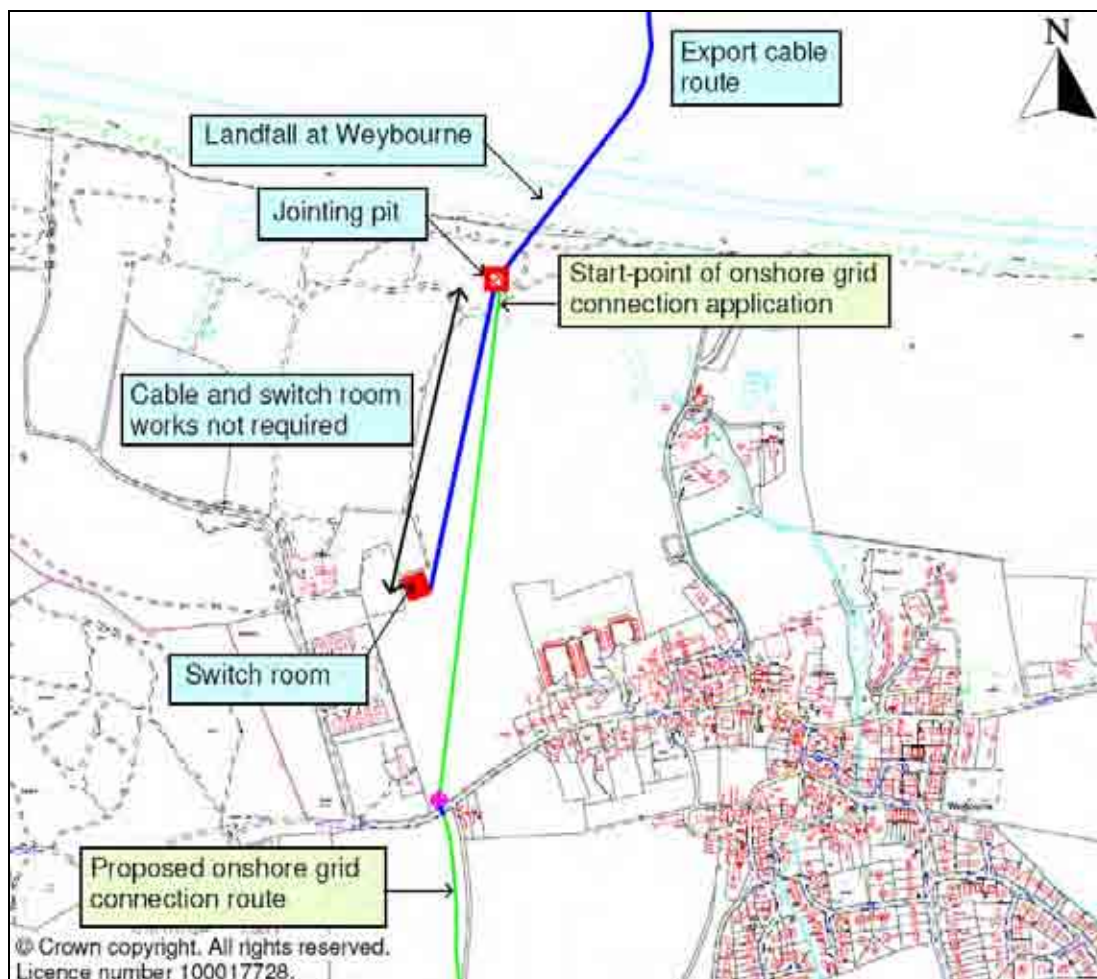 Export cable
route
N
Landfall at Weybourne
Jointing pit
Start-point of onshore grid
connection application
Cable and switch room
works not required
Switch room
Weybourne
Proposed onshore grid
connection route
© Crown copyright. All rights reserved.
Licence number 100017728.